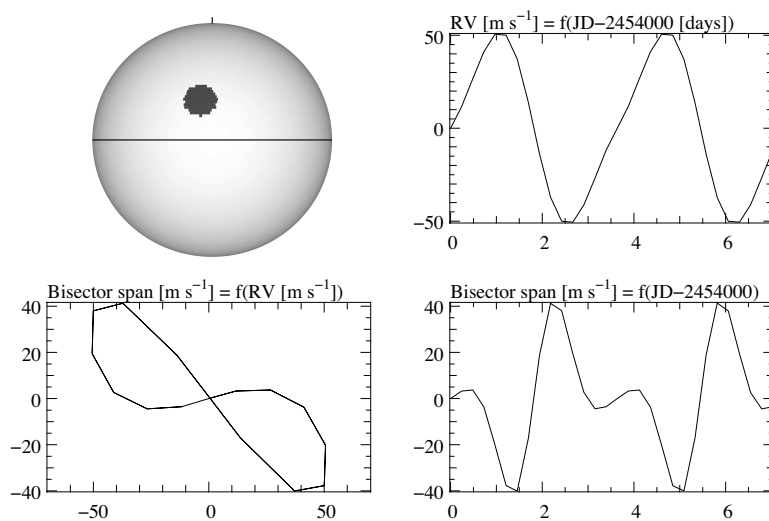 RV [m s⁻¹] = f(JD−2454000 [days])
50
0
−50
0 2 4 6
Bisector span [m s⁻¹] = f(RV [m s⁻¹])
40
20
0
−20
−40
−50 0 50
Bisector span [m s⁻¹] = f(JD−2454000)
40
20
0
−20
−40
0 2 4 6